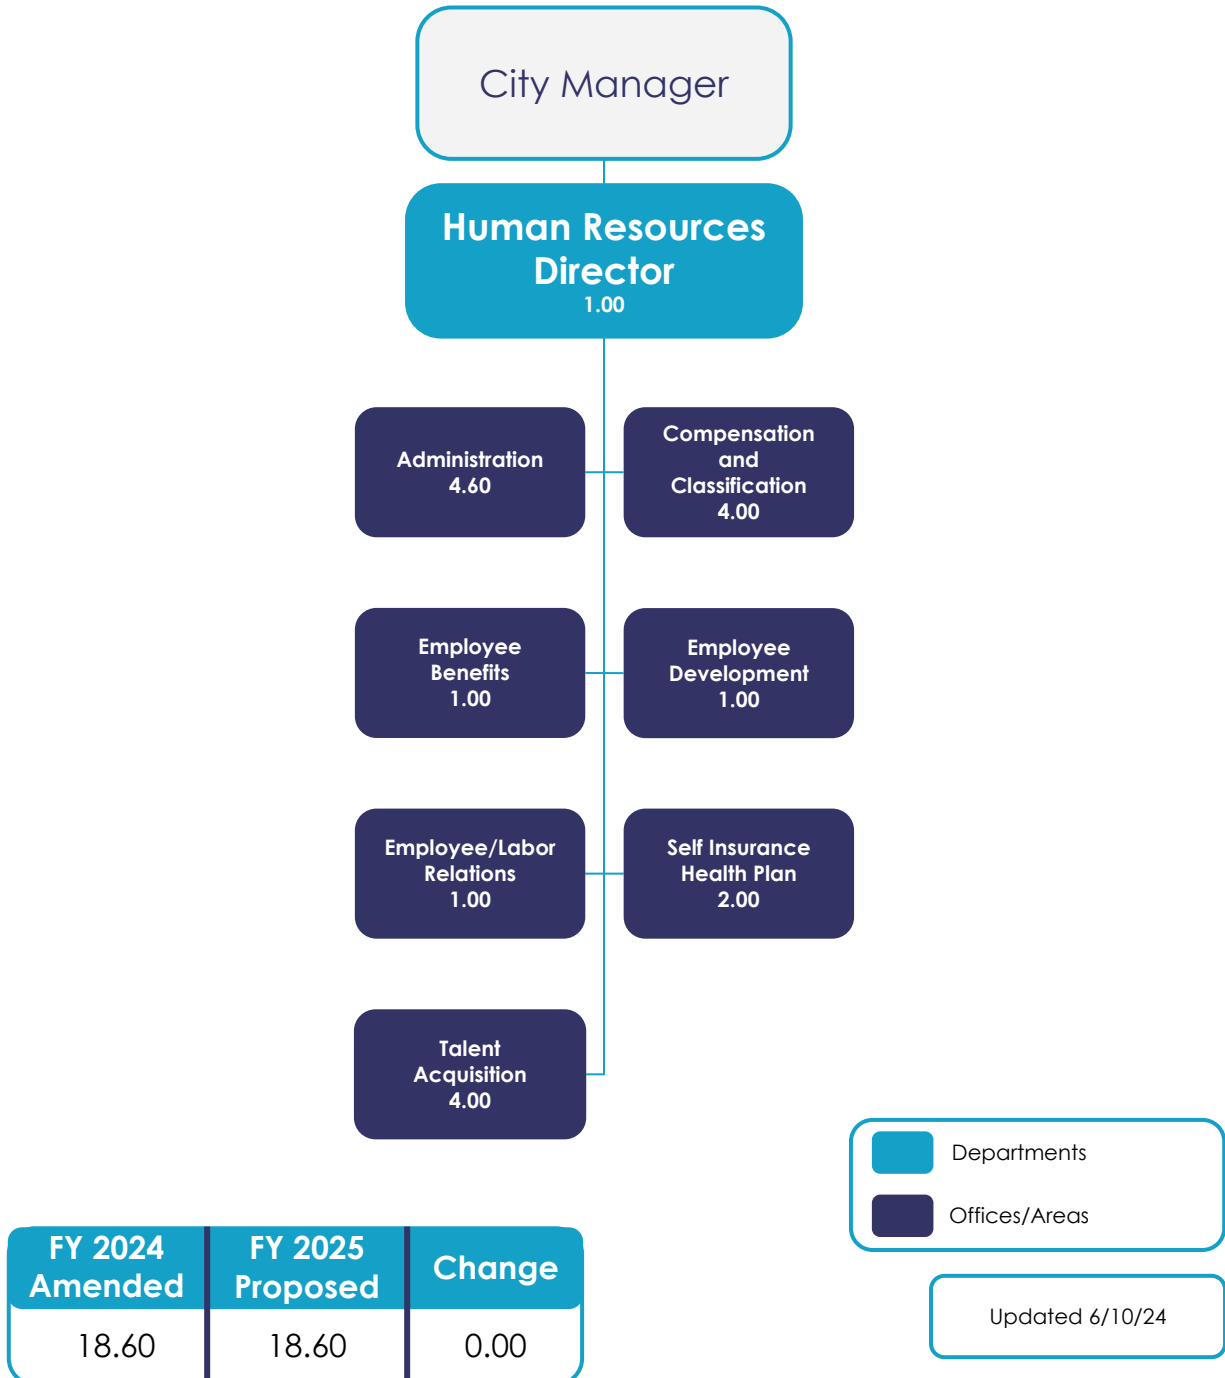 City Manager
Human Resources
Director
1.00
Administration
4.60
Compensation
and
Classification
4.00
Employee
Benefits
1.00
Employee
Development
1.00
Employee/Labor
Relations
1.00
Self Insurance
Health Plan
2.00
Talent
Acquisition
4.00
Departments
Offices/Areas
FY 2024
Amended
FY 2025
Proposed
Change
18.60
18.60
0.00
Updated 6/10/24